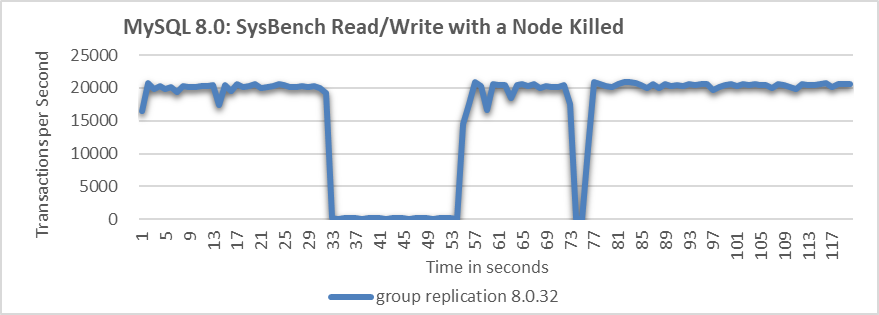 MySQL 8.0: SysBench Read/Write with a Node Killed
Transactions per Second
25000
20000
15000
10000
5000
0
1 5 9 13 17 21 25 29 33 37 41 45 49 53 57 61 65 69 73 77 81 85 89 93 97 101 105 109 113 117
Time in seconds
group replication 8.0.32